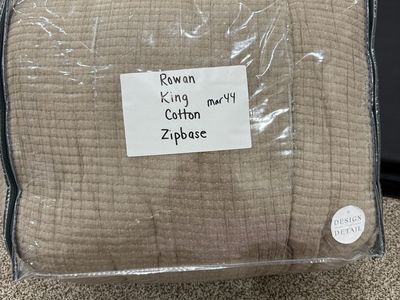 Rowan
King mar44
Cotton
Zipbase
DESIGN
DETAIL